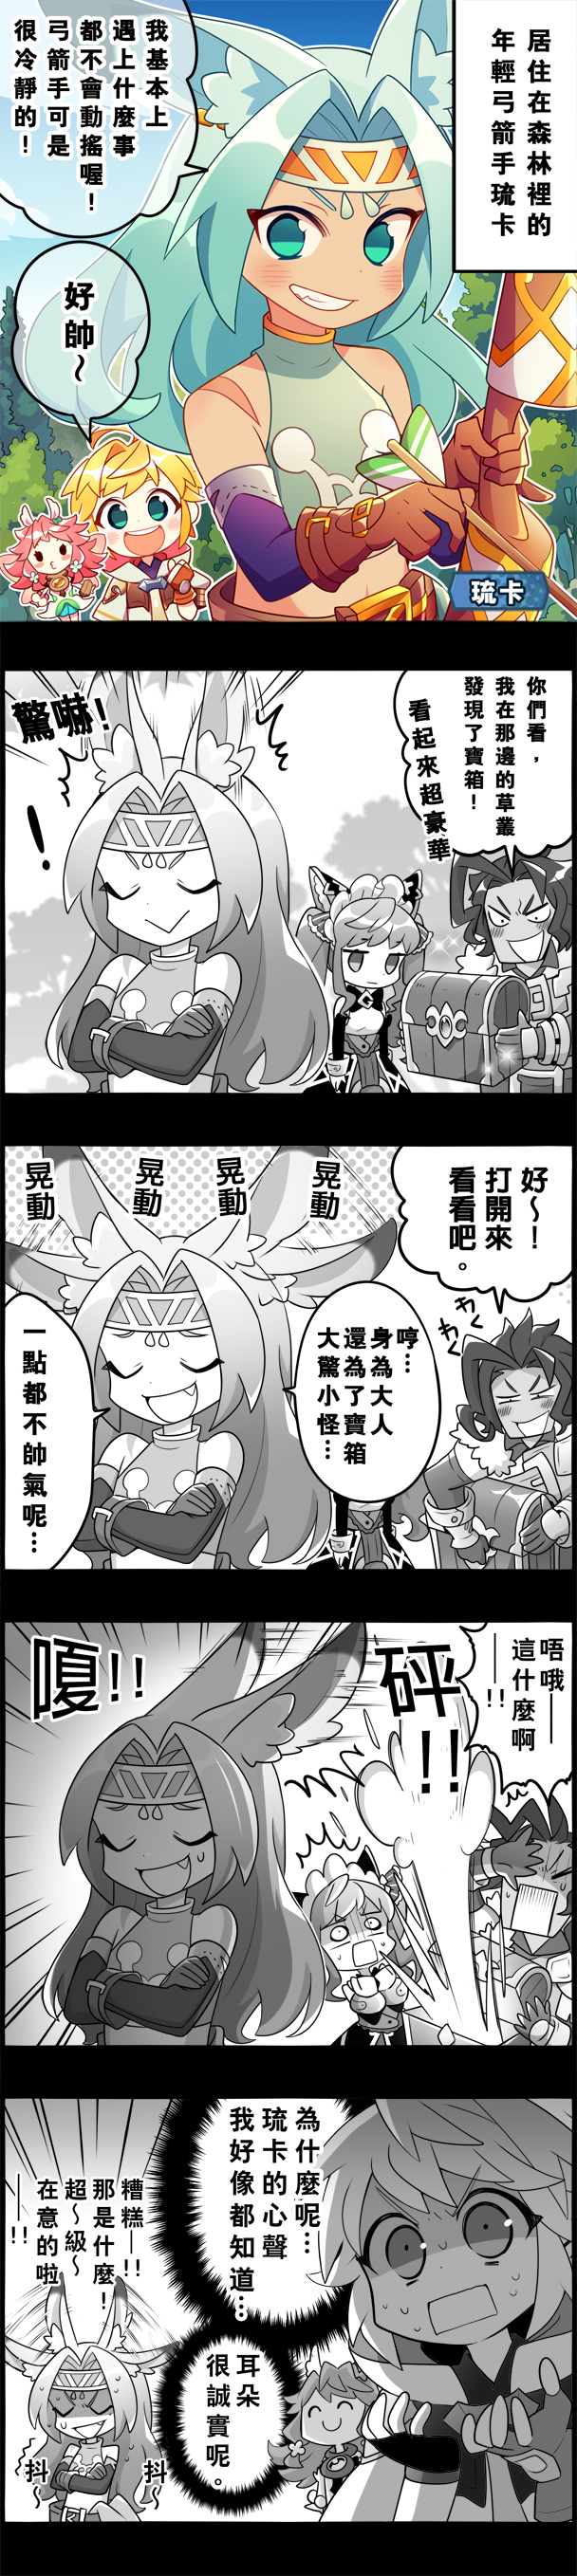 居住在森林裡的
年輕弓箭手琉卡
我基本上
遇上什麼事
都不會動搖喔！
弓箭手可是
很冷靜的！
好帥～
琉卡
你們看，
我在那邊的草叢
發現了寶箱！
看起來超豪華
驚嚇！
！
好～！
打開來
看看吧。
わく
わく
晃動
晃動
晃動
晃動
哼…
身為大人
還為了寶箱
大驚小怪…
一點都不帥氣呢…
唔哦——
這什麼啊
——!!
砰!!
嗄!!
為什麼呢…
琉卡的心聲
我好像都知道…
耳朵
很誠實呢。
糟糕—!!
那是什麼！
超～級～
在意的啦
——!!
抖～
抖～